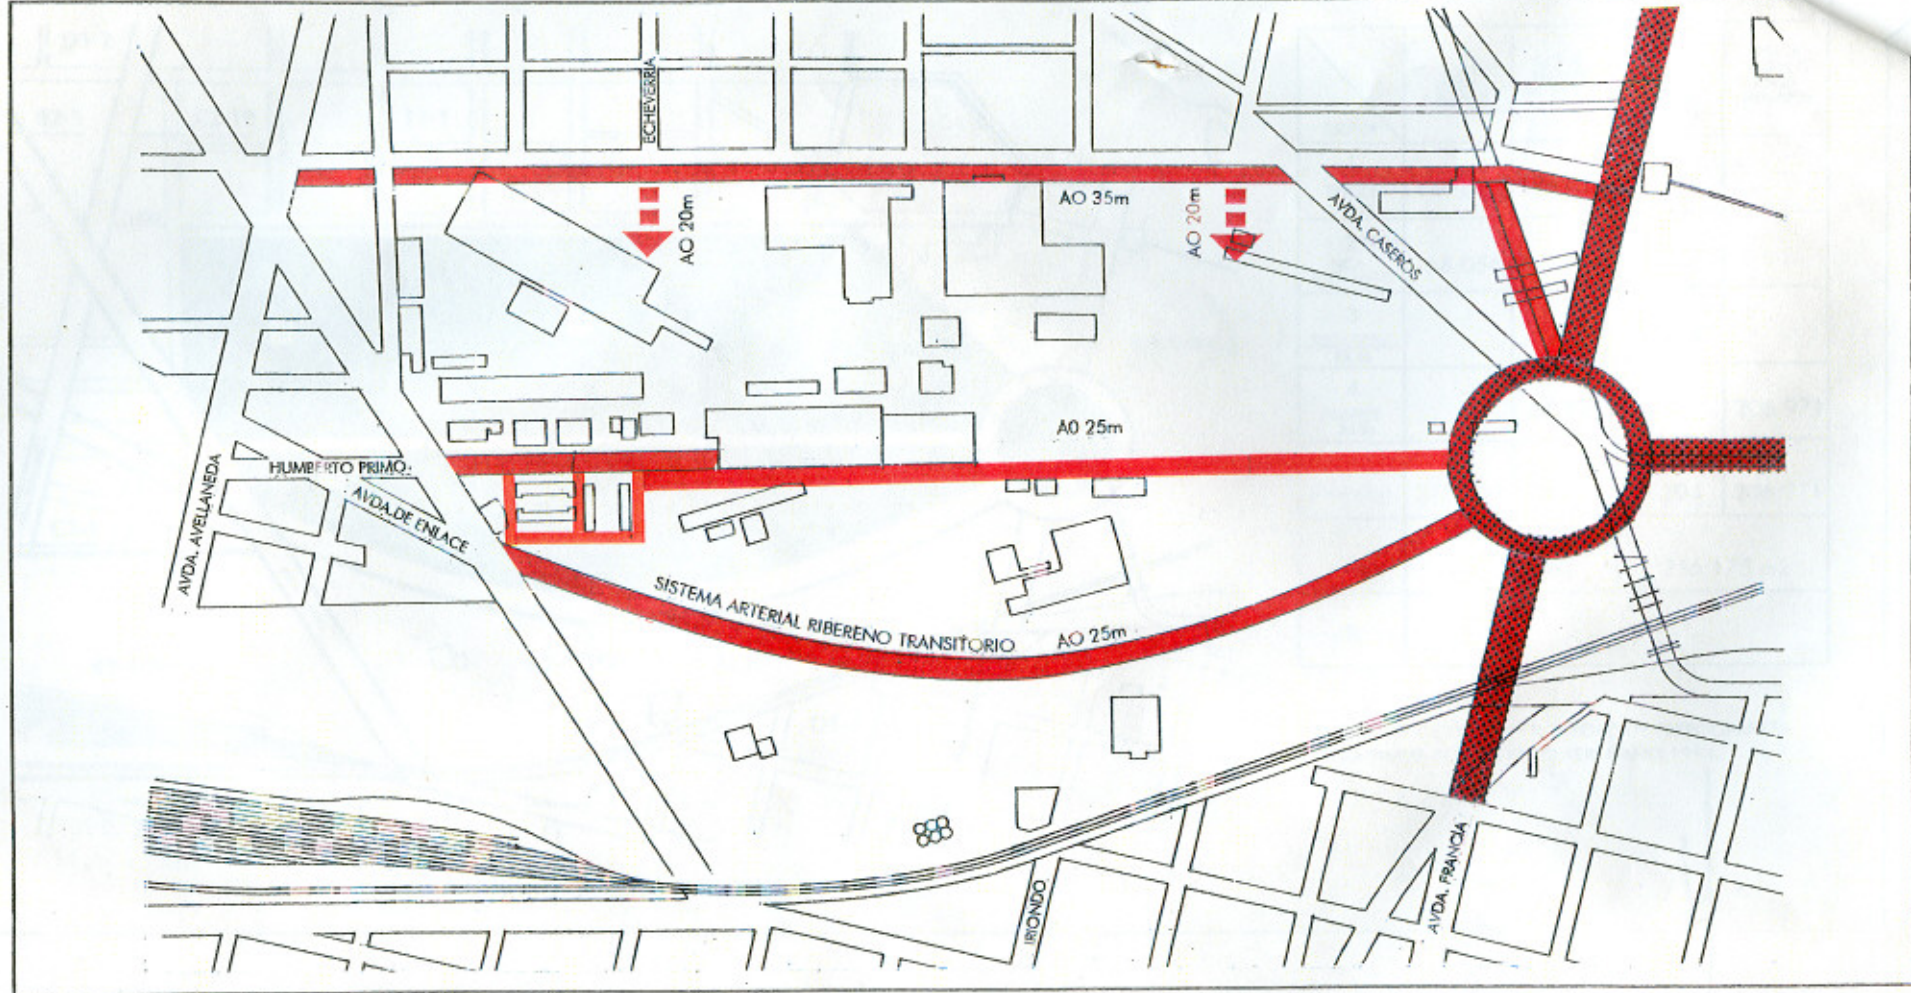 ECHEVERRIA
AO 20m
AO 35m
AO 20m
AVDA. CASEROS
AO 25m
HUMBERTO PRIMO
AVDA. AVELLANEDA
AVDA.DE ENLACE
SISTEMA ARTERIAL RIBERENO TRANSITORIO
AO 25m
IRIONDO
AVDA. FRANCIA